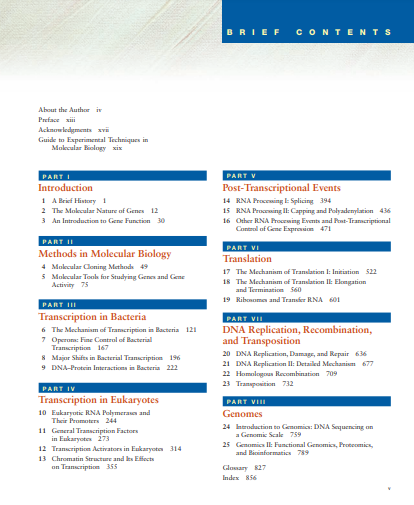 BRIEF CONTENTS
About the Author iv
Preface xiii
Acknowledgments xvii
Guide to Experimental Techniques in
Molecular Biology xix
PART I
Introduction
1 A Brief History 1
2 The Molecular Nature of Genes 12
3 An Introduction to Gene Function 30
PART II
Methods in Molecular Biology
4 Molecular Cloning Methods 49
5 Molecular Tools for Studying Genes and Gene
Activity 75
PART III
Transcription in Bacteria
6 The Mechanism of Transcription in Bacteria 121
7 Operons: Fine Control of Bacterial
Transcription 167
8 Major Shifts in Bacterial Transcription 196
9 DNA–Protein Interactions in Bacteria 222
PART IV
Transcription in Eukaryotes
10 Eukaryotic RNA Polymerases and
Their Promoters 244
11 General Transcription Factors
in Eukaryotes 273
12 Transcription Activators in Eukaryotes 314
13 Chromatin Structure and Its Effects
on Transcription 355
PART V
Post-Transcriptional Events
14 RNA Processing I: Splicing 394
15 RNA Processing II: Capping and Polyadenylation 436
16 Other RNA Processing Events and Post-Transcriptional
Control of Gene Expression 471
PART VI
Translation
17 The Mechanism of Translation I: Initiation 522
18 The Mechanism of Translation II: Elongation
and Termination 560
19 Ribosomes and Transfer RNA 601
PART VII
DNA Replication, Recombination,
and Transposition
20 DNA Replication, Damage, and Repair 636
21 DNA Replication II: Detailed Mechanism 677
22 Homologous Recombination 709
23 Transposition 732
PART VIII
Genomes
24 Introduction to Genomics: DNA Sequencing on
a Genomic Scale 759
25 Genomics II: Functional Genomics, Proteomics,
and Bioinformatics 789
Glossary 827
Index 856
v